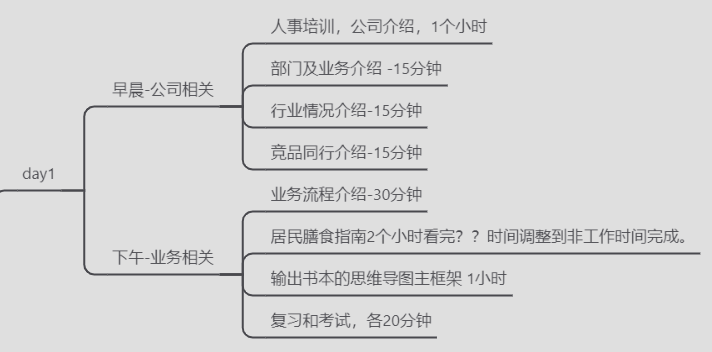 人事培训，公司介绍，1个小时
部门及业务介绍 -15分钟
早晨-公司相关
行业情况介绍-15分钟
竞品同行介绍-15分钟
day1
业务流程介绍-30分钟
居民膳食指南2个小时看完？？时间调整到非工作时间完成。
下午-业务相关
输出书本的思维导图主框架 1小时
复习和考试，各20分钟